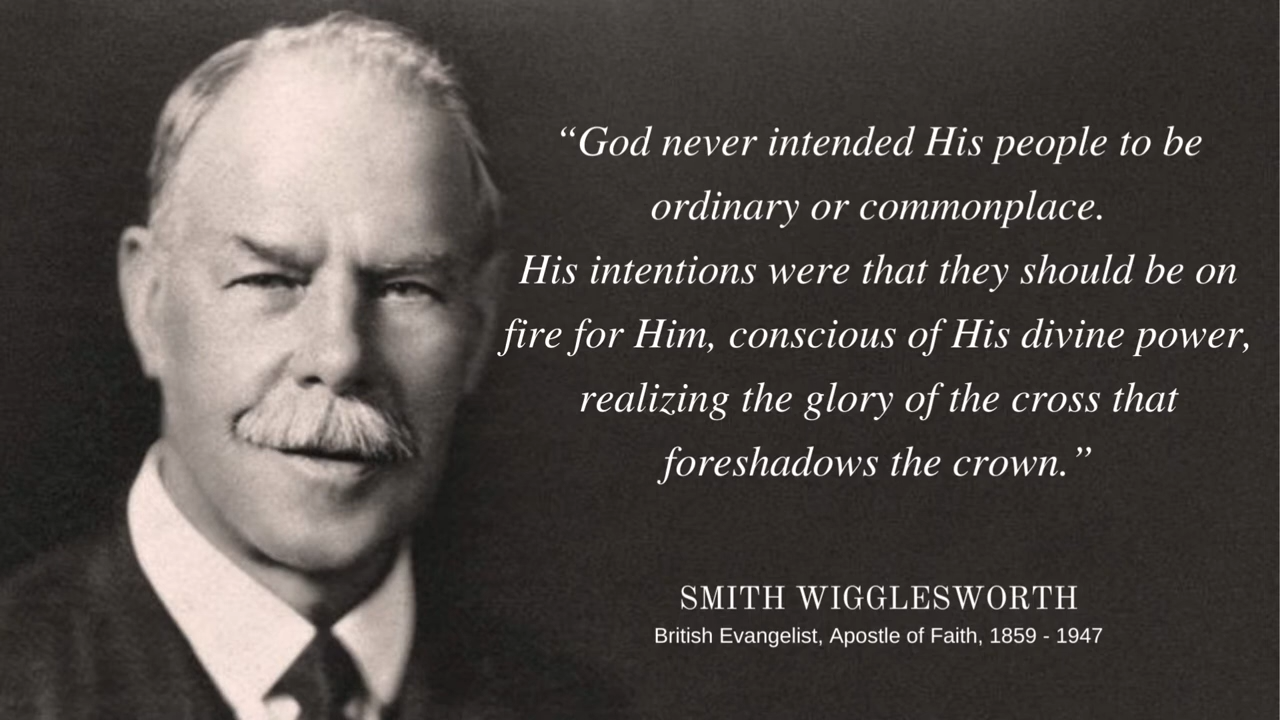 “God never intended His people to be
ordinary or commonplace.
His intentions were that they should be on
fire for Him, conscious of His divine power,
realizing the glory of the cross that
foreshadows the crown.”
SMITH WIGGLESWORTH
British Evangelist, Apostle of Faith, 1859 - 1947